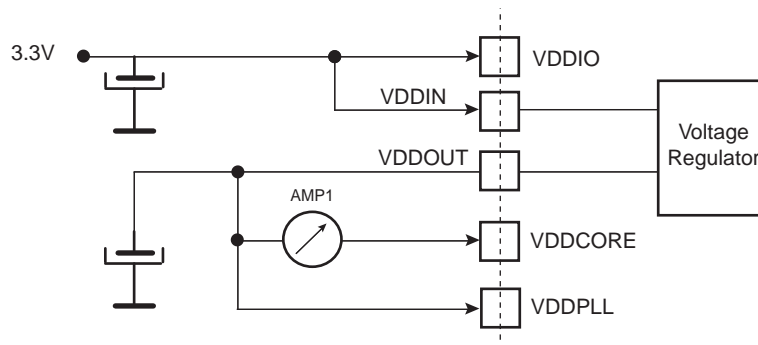 3.3V
VDDIO
VDDIN
Voltage
Regulator
VDDOUT
AMP1
VDDCORE
VDDPLL